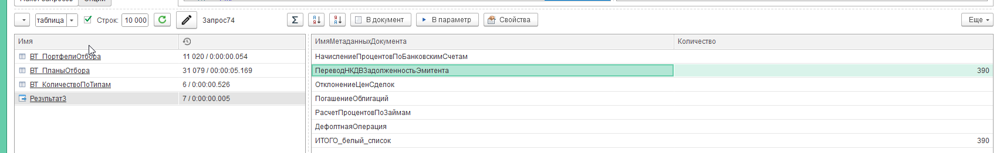 таблица Строк: 10 000 Запрос74 Σ В документ В параметр Свойства Еще
Имя
ВТ_ПортфелиОтбора 11 020 / 0:00:00.054
ВТ_ПланыОтбора 31 079 / 00:00:05.169
ВТ_КоличествоПоТипам 6 / 0:00:00.526
Результат3 7 / 0:00:00.005
ИмяМетаданныхДокумента Количество
НачислениеПроцентовПоБанковскимСчетам
ПереводНКДВЗадолженностьЭмитента 390
ОтклонениеЦенСделок
ПогашениеОблигаций
РасчетПроцентовПоЗаймам
ДефолтнаяОперация
ИТОГО_белый_список 390